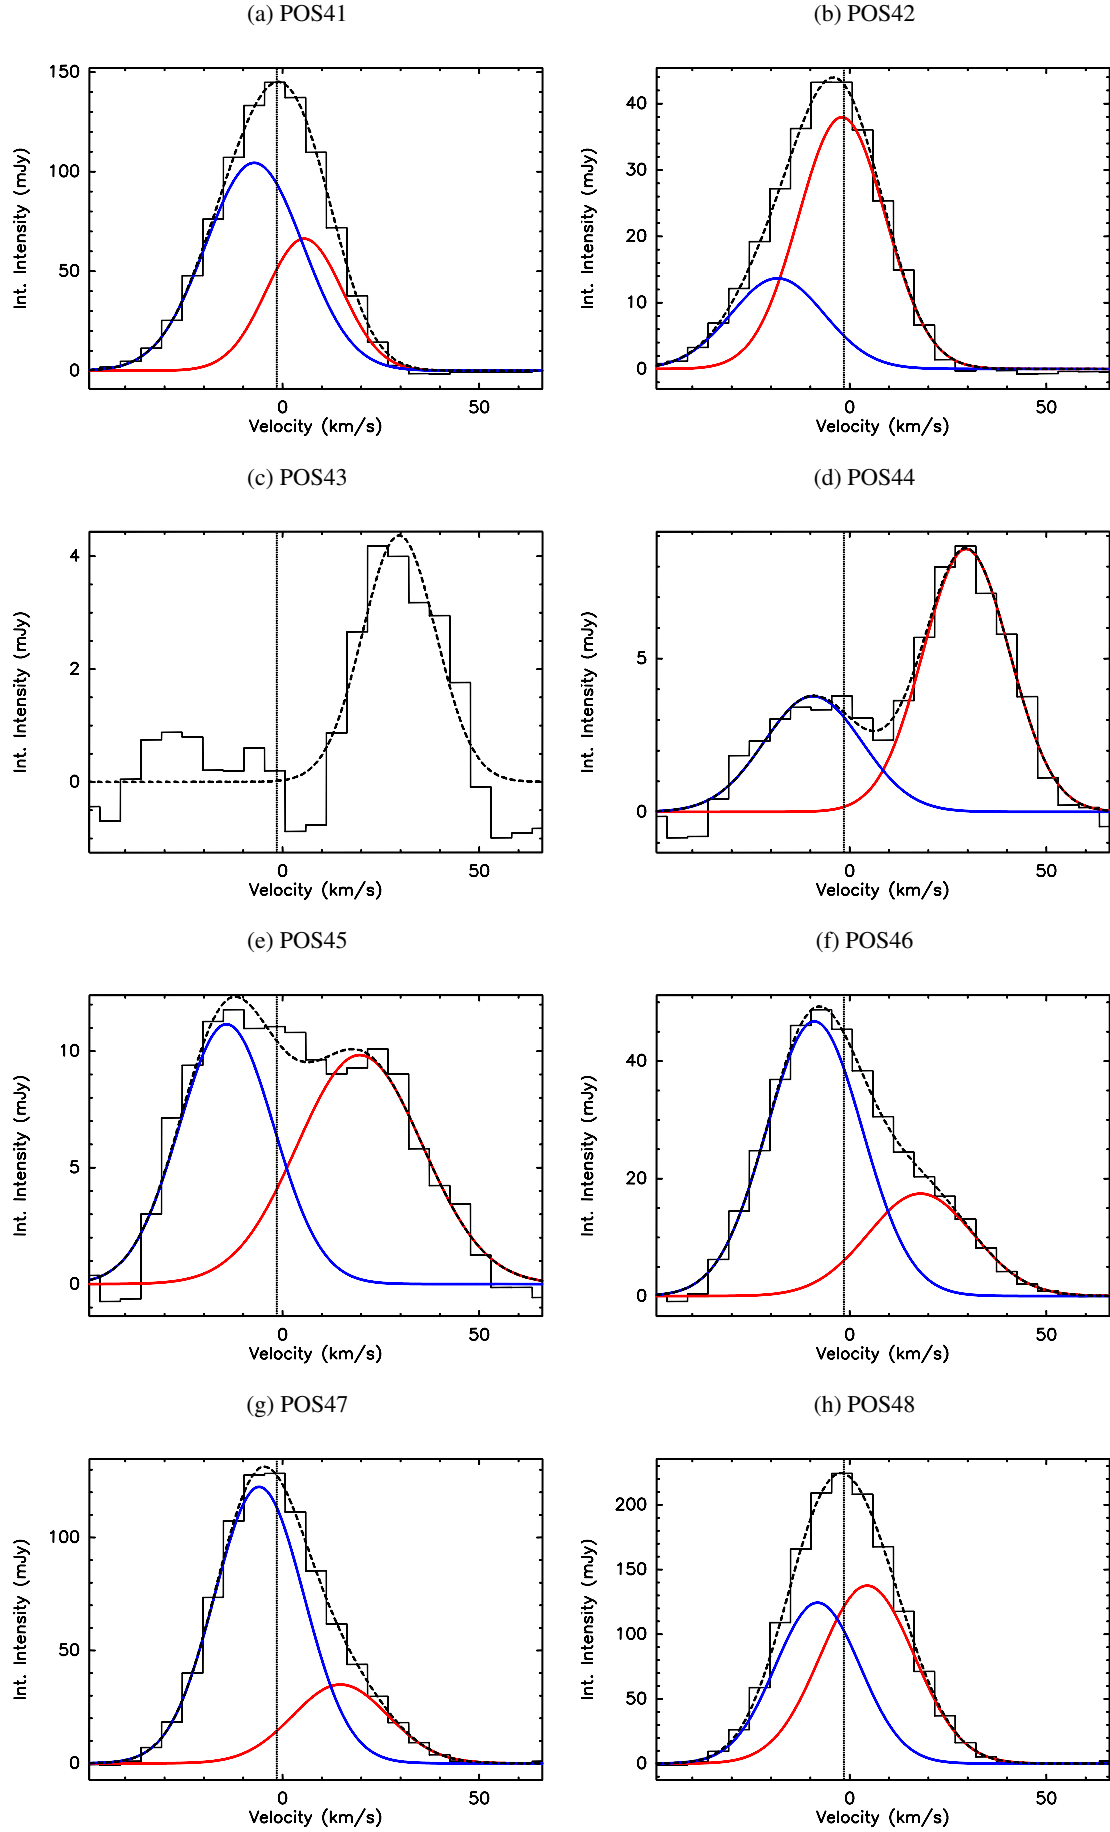 (a) POS41
(b) POS42
150
100
50
0
Int. Intensity (mJy)
0
50
Velocity (km/s)
40
30
20
10
0
Int. Intensity (mJy)
0
50
Velocity (km/s)
(c) POS43
(d) POS44
4
2
0
Int. Intensity (mJy)
0
50
Velocity (km/s)
5
0
Int. Intensity (mJy)
0
50
Velocity (km/s)
(e) POS45
(f) POS46
10
5
0
Int. Intensity (mJy)
0
50
Velocity (km/s)
40
20
0
Int. Intensity (mJy)
0
50
Velocity (km/s)
(g) POS47
(h) POS48
100
50
0
Int. Intensity (mJy)
0
50
Velocity (km/s)
200
150
100
50
0
Int. Intensity (mJy)
0
50
Velocity (km/s)